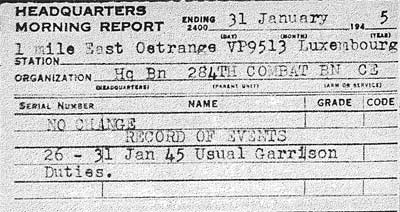 HEADQUARTERS
MORNING REPORT ENDING 2400 31 January 194 5
(DAY) (MONTH) (YEAR)
1 mile East Oetrange VP9513 Luxembourg
STATION
ORGANIZATION Hq Bn 284TH COMBAT BN CE
(HEADQUARTERS) (PARENT UNIT) (ARM OR SERVICE)
SERIAL NUMBER NAME GRADE CODE
NO CHANGE
RECORD OF EVENTS
26 - 31 Jan 45 Usual Garrison
Duties.